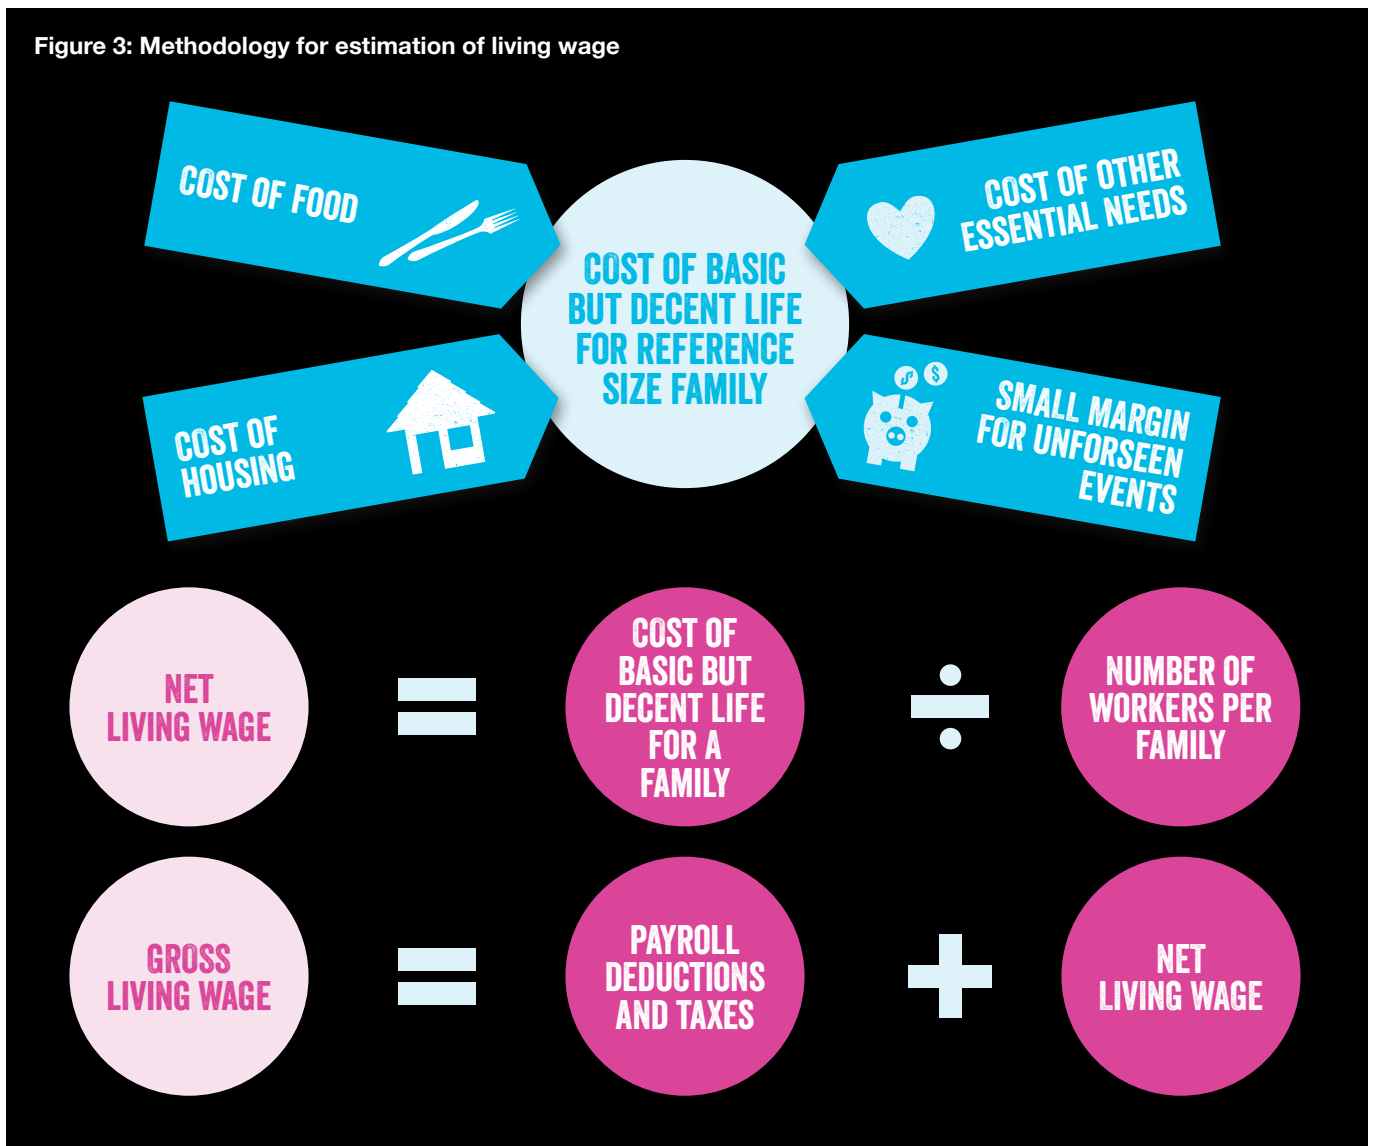 Figure 3: Methodology for estimation of living wage
COST OF FOOD
COST OF OTHER
ESSENTIAL NEEDS
COST OF BASIC
BUT DECENT LIFE
FOR REFERENCE
SIZE FAMILY
COST OF
HOUSING
$ $
SMALL MARGIN
FOR UNFORSEEN
EVENTS
NET
LIVING WAGE
=
COST OF
BASIC BUT
DECENT LIFE
FOR A
FAMILY
÷
NUMBER OF
WORKERS PER
FAMILY
GROSS
LIVING WAGE
=
PAYROLL
DEDUCTIONS
AND TAXES
+
NET
LIVING WAGE